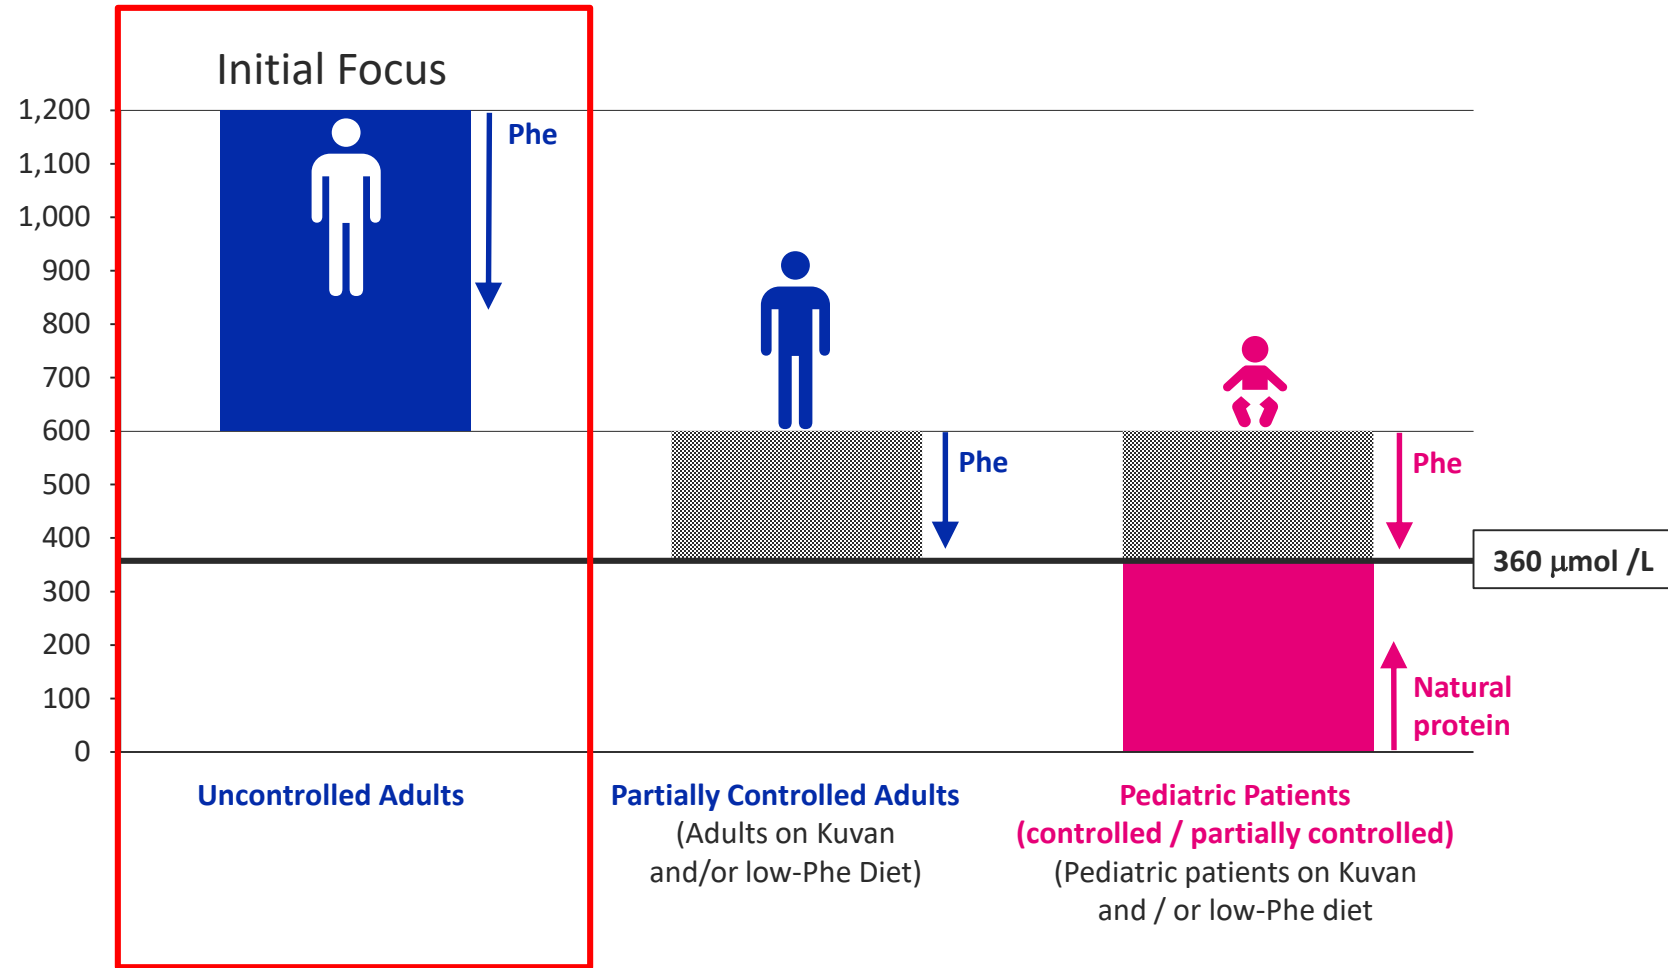 Initial Focus
1,200
1,100
1,000
900
800
700
600
500
400
300
200
100
0
Phe
Phe
Phe
360 μmol /L
Natural
protein
Uncontrolled Adults
Partially Controlled Adults
(Adults on Kuvan
and/or low-Phe Diet)
Pediatric Patients
(controlled / partially controlled)
(Pediatric patients on Kuvan
and / or low-Phe diet